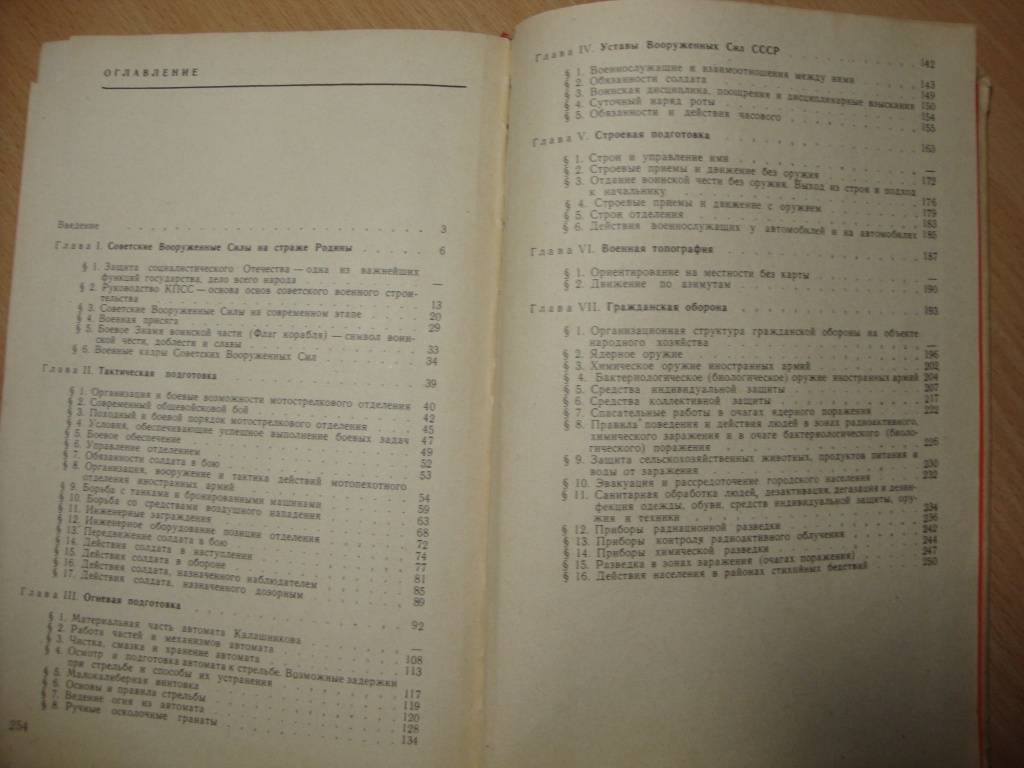 ОГЛАВЛЕНИЕ
Введение 3
Глава I. Советские Вооруженные Силы на страже Родины 6
§ 1. Защита социалистического Отечества — одна из важнейших
функций государства, дело всего народа —
§ 2. Руководство КПСС — основа основ советского военного строи-
тельства 13
§ 3. Советские Вооруженные Силы на современном этапе 20
§ 4. Военная присяга 29
§ 5. Боевое Знамя воинской части (Флаг корабля) — символ воин-
ской чести, доблести и славы 33
§ 6. Военные кадры Советских Вооруженных Сил 34
Глава II. Тактическая подготовка 39
§ 1. Организация и боевые возможности мотострелкового отделения 40
§ 2. Современный общевойсковой бой 42
§ 3. Походный и боевой порядок мотострелкового отделения 45
§ 4. Условия, обеспечивающие успешное выполнение боевых задач 47
§ 5. Боевое обеспечение 49
§ 6. Управление отделением 52
§ 7. Обязанности солдата в бою 53
§ 8. Организация, вооружение и тактика действий мотопехотного
отделения иностранных армий 54
§ 9. Борьба с танками и бронированными машинами 59
§ 10. Борьба со средствами воздушного нападения 63
§ 11. Инженерные заграждения 68
§ 12. Инженерное оборудование позиции отделения 72
§ 13. Передвижение солдата в бою 74
§ 14. Действия солдата в наступлении 77
§ 15. Действия солдата в обороне 81
§ 16. Действия солдата, назначенного наблюдателем 85
§ 17. Действия солдата, назначенного дозорным 89
Глава III. Огневая подготовка 92
§ 1. Материальная часть автомата Калашникова —
§ 2. Работа частей и механизмов автомата 108
§ 3. Чистка, смазка и хранение автомата 113
§ 4. Осмотр и подготовка автомата к стрельбе. Возможные задержки
при стрельбе и способы их устранения 117
§ 5. Малокалиберная винтовка 119
§ 6. Основы и правила стрельбы 120
§ 7. Ведение огня из автомата 128
§ 8. Ручные осколочные гранаты 134
254
Глава IV. Уставы Вооруженных Сил СССР 142
§ 1. Военнослужащие и взаимоотношения между ними 143
§ 2. Обязанности солдата 149
§ 3. Воинская дисциплина, поощрения и дисциплинарные взыскания 150
§ 4. Суточный наряд роты 154
§ 5. Обязанности и действия часового 155
Глава V. Строевая подготовка 163
§ 1. Строи и управление ими —
§ 2. Строевые приемы и движение без оружия 172
§ 3. Отдание воинской чести без оружия. Выход из строя и подход
к начальнику 176
§ 4. Строевые приемы и движение с оружием 179
§ 5. Строи отделения 183
§ 6. Действия военнослужащих у автомобилей и на автомобилях 185
Глава VI. Военная топография 187
§ 1. Ориентирование на местности без карты —
§ 2. Движение по азимутам 190
Глава VII. Гражданская оборона 193
§ 1. Организационная структура гражданской обороны на объекте
народного хозяйства —
§ 2. Ядерное оружие 196
§ 3. Химическое оружие иностранных армий 202
§ 4. Бактериологическое (биологическое) оружие иностранных армий 204
§ 5. Средства индивидуальной защиты 207
§ 6. Средства коллективной защиты 217
§ 7. Спасательные работы в очагах ядерного поражения 222
§ 8. Правила поведения и действия людей в зонах радиоактивного,
химического заражения и в очаге бактериологического (биоло-
гического) поражения 226
§ 9. Защита сельскохозяйственных животных, продуктов питания и
воды от заражения 230
§ 10. Эвакуация и рассредоточение городского населения 232
§ 11. Санитарная обработка людей, дезактивация, дегазация и дезин-
фекция одежды, обуви, средств индивидуальной защиты, ору-
жия и техники 234
§ 12. Приборы радиационной разведки 236
§ 13. Приборы контроля радиоактивного облучения 242
§ 14. Приборы химической разведки 244
§ 15. Разведка в зонах заражения (очагах поражения) 247
§ 16. Действия населения в районах стихийных бедствий 250